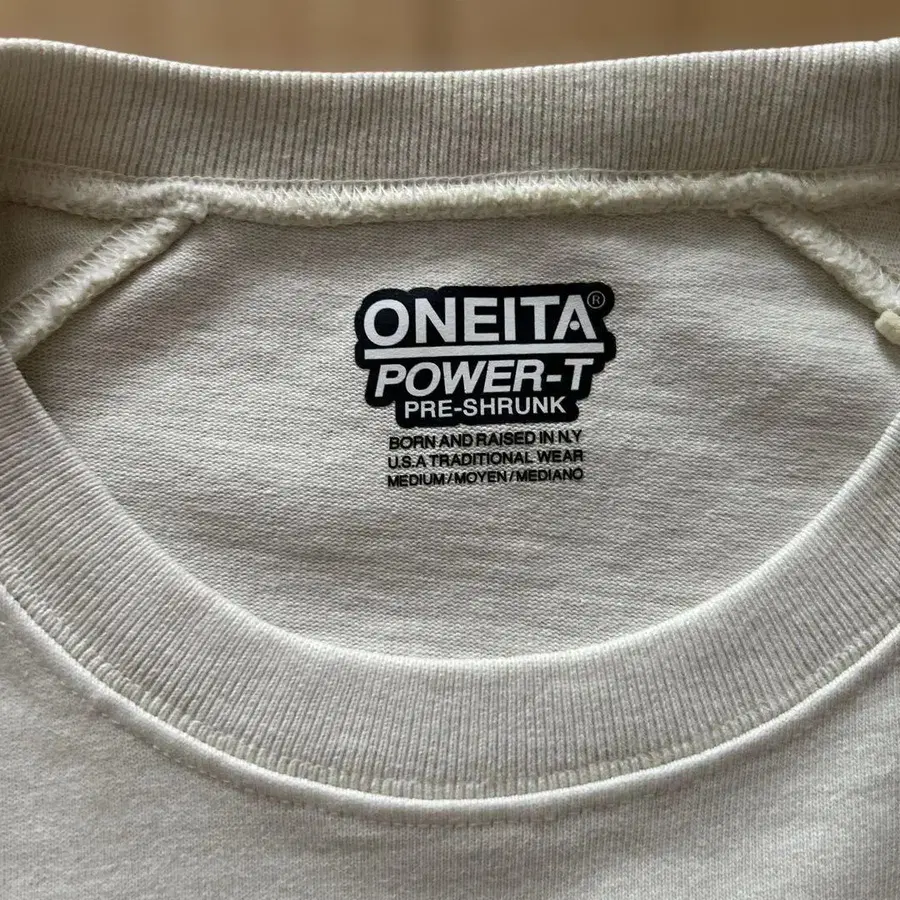 ONEITA®
POWER-T
PRE-SHRUNK
BORN AND RAISED IN N.Y
U.S.A TRADITIONAL WEAR
MEDIUM/MOYEN/MEDIANO